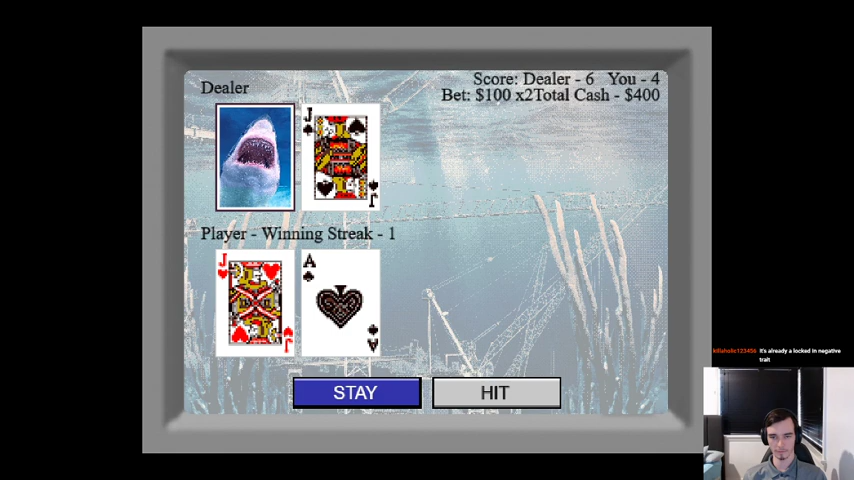 Dealer
Score: Dealer - 6 You - 4
Bet: $100 x2Total Cash - $400
J
J
Player - Winning Streak - 1
J
J
A
A
STAY
HIT
killaholic123456 It's already a locked in negative
trait